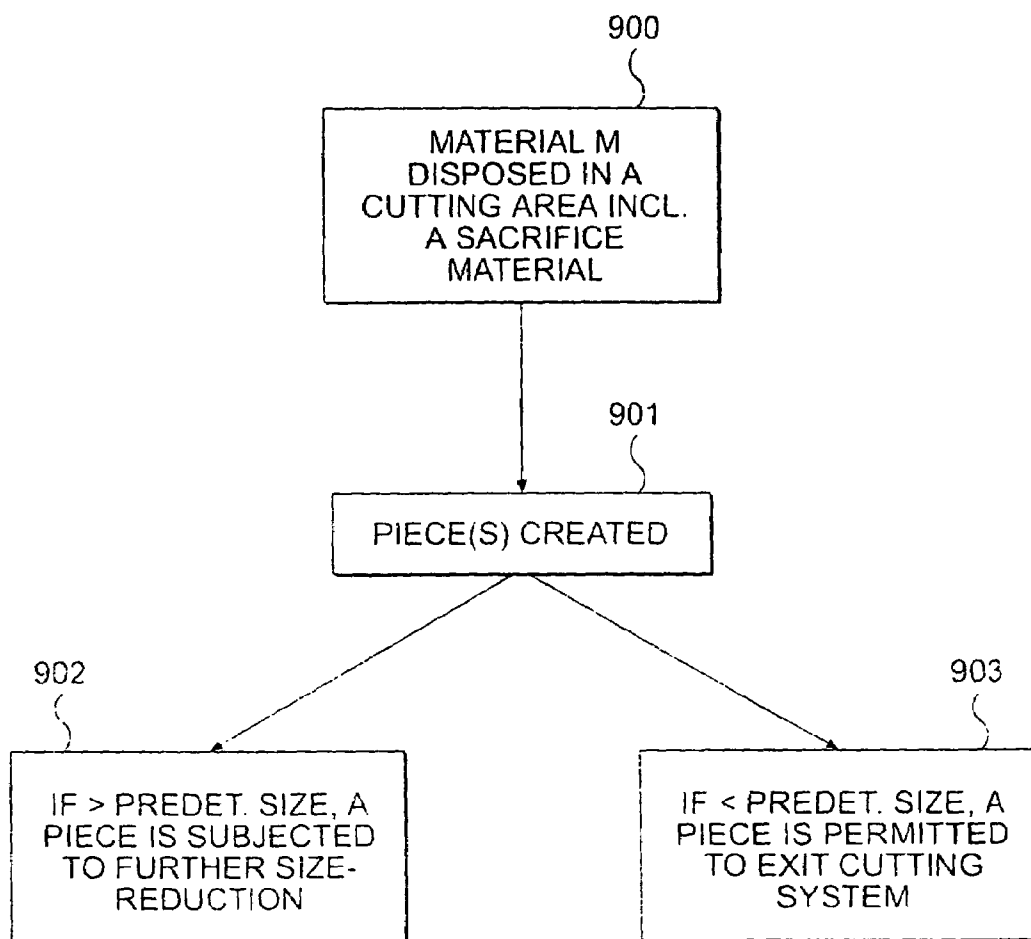 900
MATERIAL M
DISPOSED IN A
CUTTING AREA INCL.
A SACRIFICE
MATERIAL
901
PIECE(S) CREATED
902
IF > PREDET. SIZE, A
PIECE IS SUBJECTED
TO FURTHER SIZE-
REDUCTION
903
IF < PREDET. SIZE, A
PIECE IS PERMITTED
TO EXIT CUTTING
SYSTEM